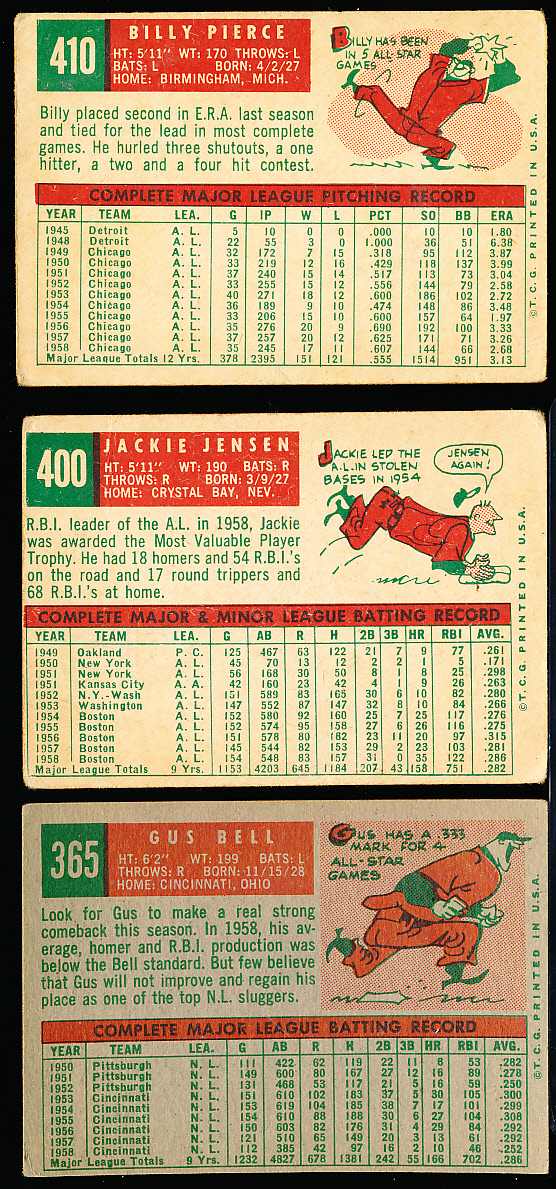 410
BILLY PIERCE
HT: 5'11" WT: 170 THROWS: L
BATS: L BORN: 4/2/27
HOME: BIRMINGHAM, MICH.
BILLY HAS BEEN
IN 5 ALL-STAR
GAMES
Billy placed second in E.R.A. last season
and tied for the lead in most complete
games. He hurled three shutouts, a one
hitter, a two and a four hit contest.
COMPLETE MAJOR LEAGUE PITCHING RECORD
YEAR TEAM LEA. G IP W L PCT SO BB ERA
1945 Detroit A. L. 5 10 0 0 .000 10 10 1.80
1948 Detroit A. L. 22 55 3 0 1.000 36 51 6.38
1949 Chicago A. L. 32 172 7 15 .318 95 112 3.87
1950 Chicago A. L. 33 219 12 16 .429 118 137 3.99
1951 Chicago A. L. 37 240 15 14 .517 113 73 3.04
1952 Chicago A. L. 33 255 15 12 .556 144 79 2.58
1953 Chicago A. L. 40 271 18 12 .600 186 102 2.72
1954 Chicago A. L. 36 189 9 10 .474 148 86 3.48
1955 Chicago A. L. 33 206 15 10 .600 157 64 1.97
1956 Chicago A. L. 35 276 20 9 .690 192 100 3.33
1957 Chicago A. L. 37 257 20 12 .625 171 71 3.26
1958 Chicago A. L. 35 245 17 11 .607 144 66 2.68
Major League Totals 12 Yrs. 378 2395 151 121 .555 1514 951 3.13
©T.C.G. PRINTED IN U.S.A.
400
JACKIE JENSEN
HT: 5'11" WT: 190 BATS: R
THROWS: R BORN: 3/9/27
HOME: CRYSTAL BAY, NEV.
JACKIE LED THE
A.L. IN STOLEN
BASES IN 1954
JENSEN
AGAIN!
R.B.I. leader of the A.L. in 1958, Jackie
was awarded the Most Valuable Player
Trophy. He had 18 homers and 54 R.B.I.'s
on the road and 17 round trippers and
68 R.B.I.'s at home.
COMPLETE MAJOR & MINOR LEAGUE BATTING RECORD
YEAR TEAM LEA. G AB R H 2B 3B HR RBI AVG.
1949 Oakland P. C. 125 467 63 122 21 7 9 77 .261
1950 New York A. L. 45 70 13 12 2 2 1 5 .171
1951 New York A. L. 56 168 30 50 8 1 8 25 .298
1951 Kansas City A. A. 42 160 23 42 4 1 9 26 .263
1952 N.Y.-Wash A. L. 151 589 83 165 30 6 10 82 .280
1953 Washington A. L. 147 552 87 147 32 8 10 84 .266
1954 Boston A. L. 152 580 92 160 25 7 25 117 .276
1955 Boston A. L. 152 574 95 158 27 6 26 116 .275
1956 Boston A. L. 151 578 80 182 23 11 20 97 .315
1957 Boston A. L. 145 544 82 153 29 2 23 103 .281
1958 Boston A. L. 154 548 83 157 31 0 35 122 .286
Major League Totals 9 Yrs. 1153 4203 645 1184 207 43 158 751 .282
©T.C.G. PRINTED IN U.S.A.
365
GUS BELL
HT: 6'2" WT: 199 BATS: L
THROWS: R BORN: 11/15/28
HOME: CINCINNATI, OHIO
GUS HAS A 333
MARK FOR 4
ALL-STAR
GAMES
Look for Gus to make a real strong
comeback this season. In 1958, his av-
erage, homer and R.B.I. production was
below the Bell standard. But few believe
that Gus will not improve and regain his
place as one of the top N.L. sluggers.
COMPLETE MAJOR LEAGUE BATTING RECORD
YEAR TEAM LEA. G AB R H 2B 3B HR RBI AVG.
1950 Pittsburgh N. L. 111 422 62 119 22 11 8 53 .282
1951 Pittsburgh N. L. 149 600 80 167 27 12 16 89 .278
1952 Pittsburgh N. L. 131 468 53 117 21 5 16 59 .250
1953 Cincinnati N. L. 151 610 102 183 37 5 30 105 .300
1954 Cincinnati N. L. 153 619 104 185 38 7 17 101 .299
1955 Cincinnati N. L. 154 610 88 188 30 6 27 104 .308
1956 Cincinnati N. L. 150 603 82 176 31 4 29 84 .292
1957 Cincinnati N. L. 121 510 65 149 20 3 13 61 .292
1958 Cincinnati N. L. 112 385 42 97 16 2 10 46 .252
Major League Totals 9 Yrs. 1232 4827 678 1381 242 55 166 702 .286
©T.C.G. PRINTED IN U.S.A.